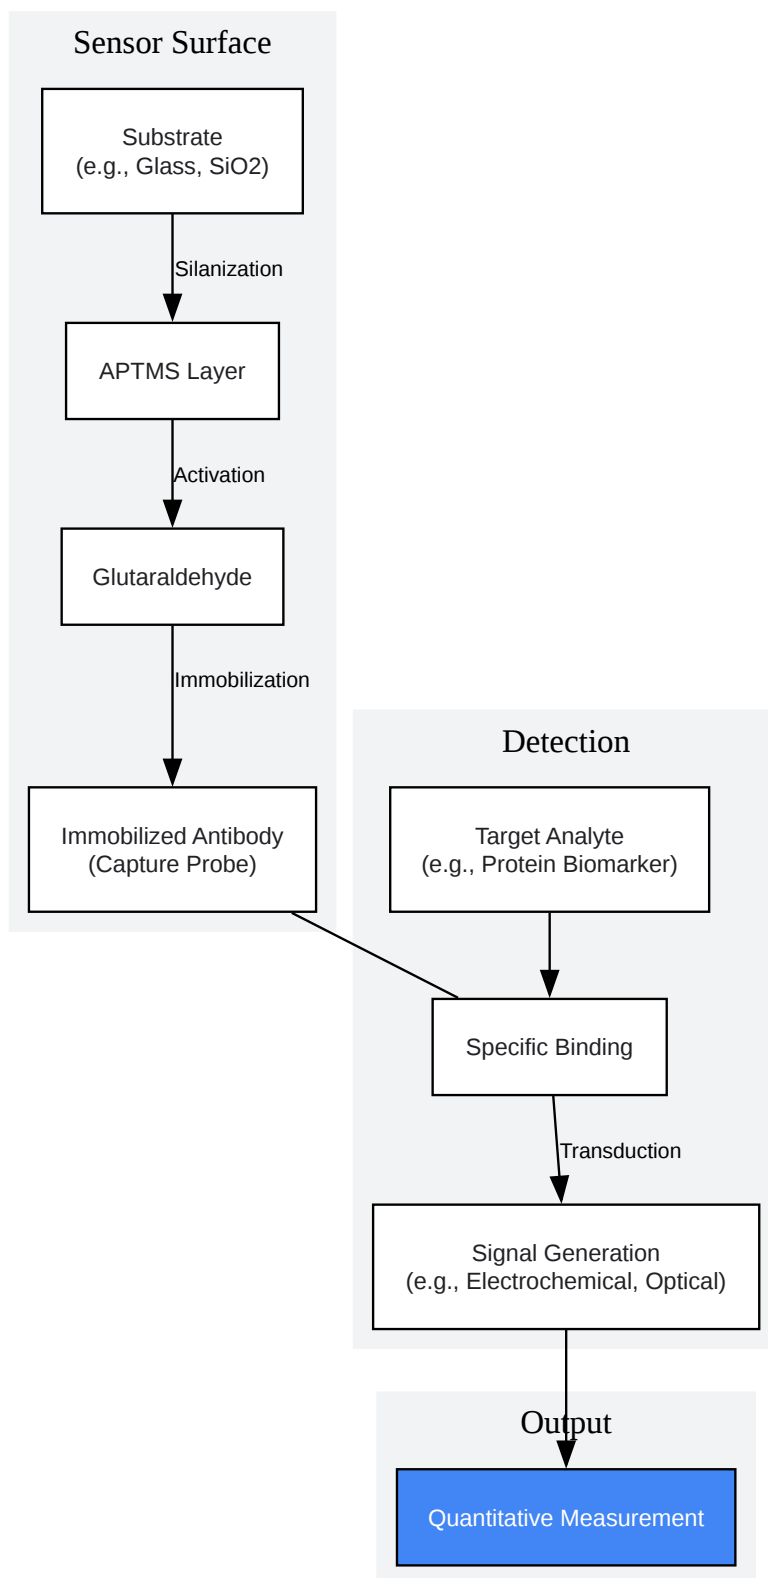 Sensor Surface
Substrate
(e.g., Glass, SiO2)
Silanization
APTMS Layer
Activation
Glutaraldehyde
Immobilization
Immobilized Antibody
(Capture Probe)
Detection
Target Analyte
(e.g., Protein Biomarker)
Specific Binding
Transduction
Signal Generation
(e.g., Electrochemical, Optical)
Output
Quantitative Measurement